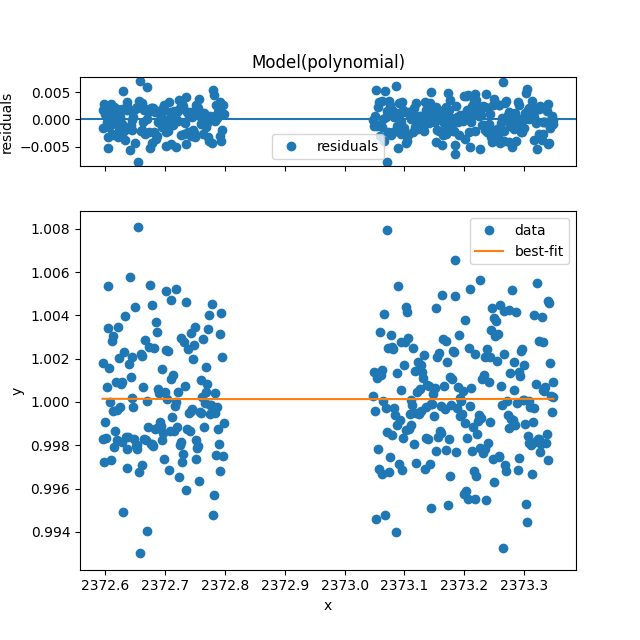 Model(polynomial)
residuals
0.005
0.000
−0.005
residuals
y
1.008
1.006
1.004
1.002
1.000
0.998
0.996
0.994
data
best-fit
2372.6 2372.7 2372.8 2372.9 2373.0 2373.1 2373.2 2373.3
x